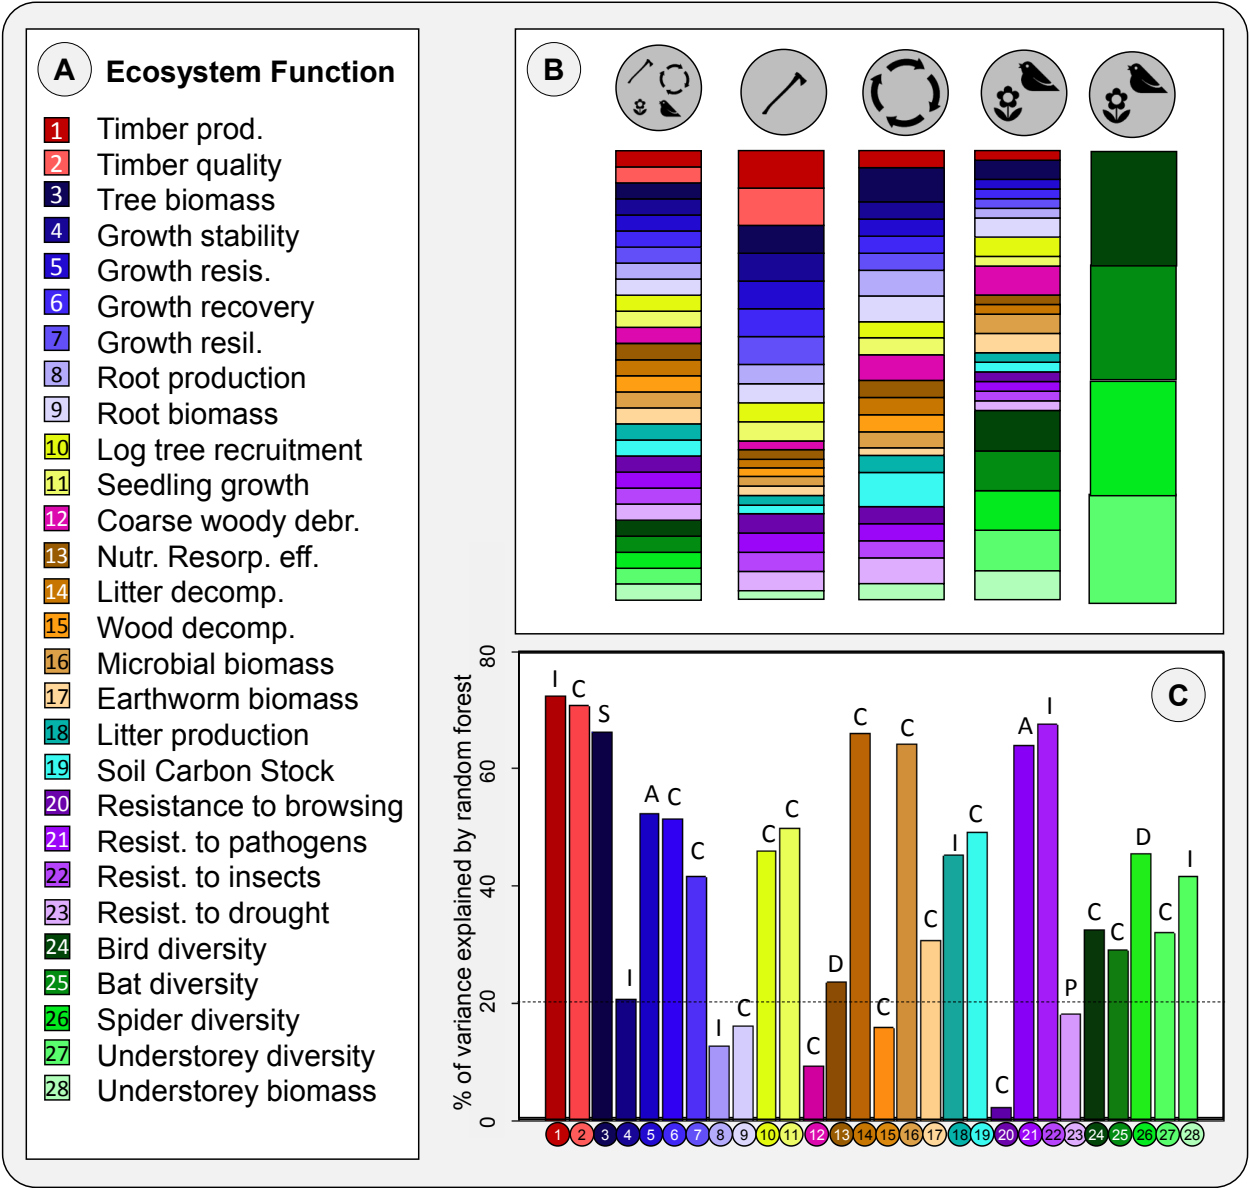 A Ecosystem Function
1 Timber prod.
2 Timber quality
3 Tree biomass
4 Growth stability
5 Growth resis.
6 Growth recovery
7 Growth resil.
8 Root production
9 Root biomass
10 Log tree recruitment
11 Seedling growth
12 Coarse woody debr.
13 Nutr. Resorp. eff.
14 Litter decomp.
15 Wood decomp.
16 Microbial biomass
17 Earthworm biomass
18 Litter production
19 Soil Carbon Stock
20 Resistance to browsing
21 Resist. to pathogens
22 Resist. to insects
23 Resist. to drought
24 Bird diversity
25 Bat diversity
26 Spider diversity
27 Understorey diversity
28 Understorey biomass
B
C
% of variance explained by random forest
80
60
40
20
0
I C S I A C C I C C C C D C C C C I C C A I P C C D C I
1 2 3 4 5 6 7 8 9 10 11 12 13 14 15 16 17 18 19 20 21 22 23 24 25 26 27 28